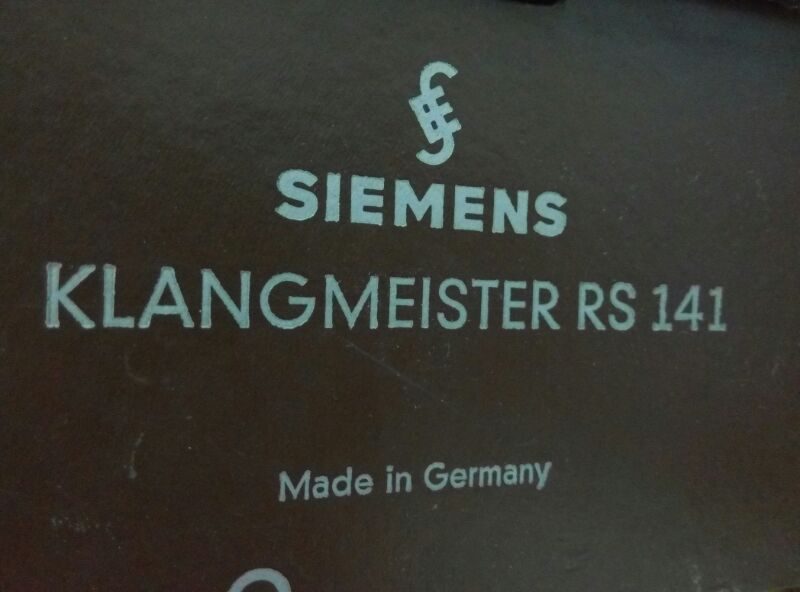 SIEMENS
KLANGMEISTER RS 141
Made in Germany